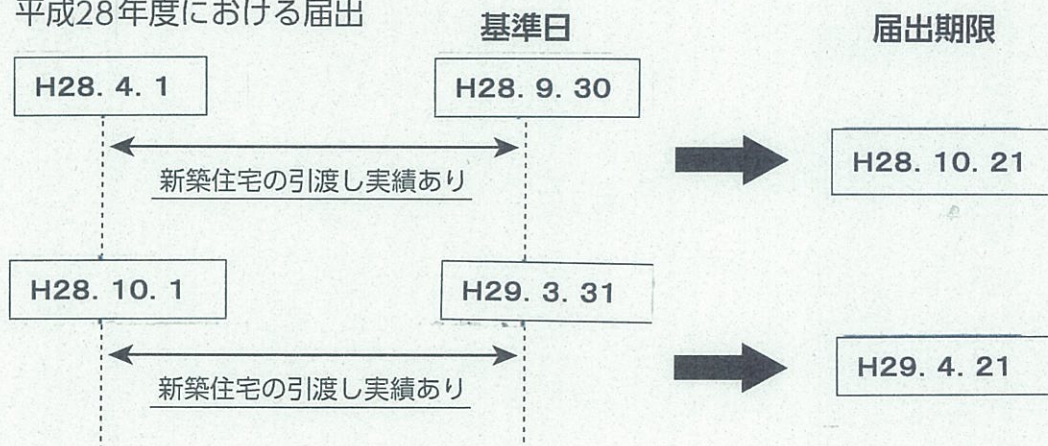 平成28年度における届出
基準日
届出期限
H28. 4. 1
H28. 9. 30
新築住宅の引渡し実績あり
H28. 10. 21
H28. 10. 1
H29. 3. 31
新築住宅の引渡し実績あり
H29. 4. 21